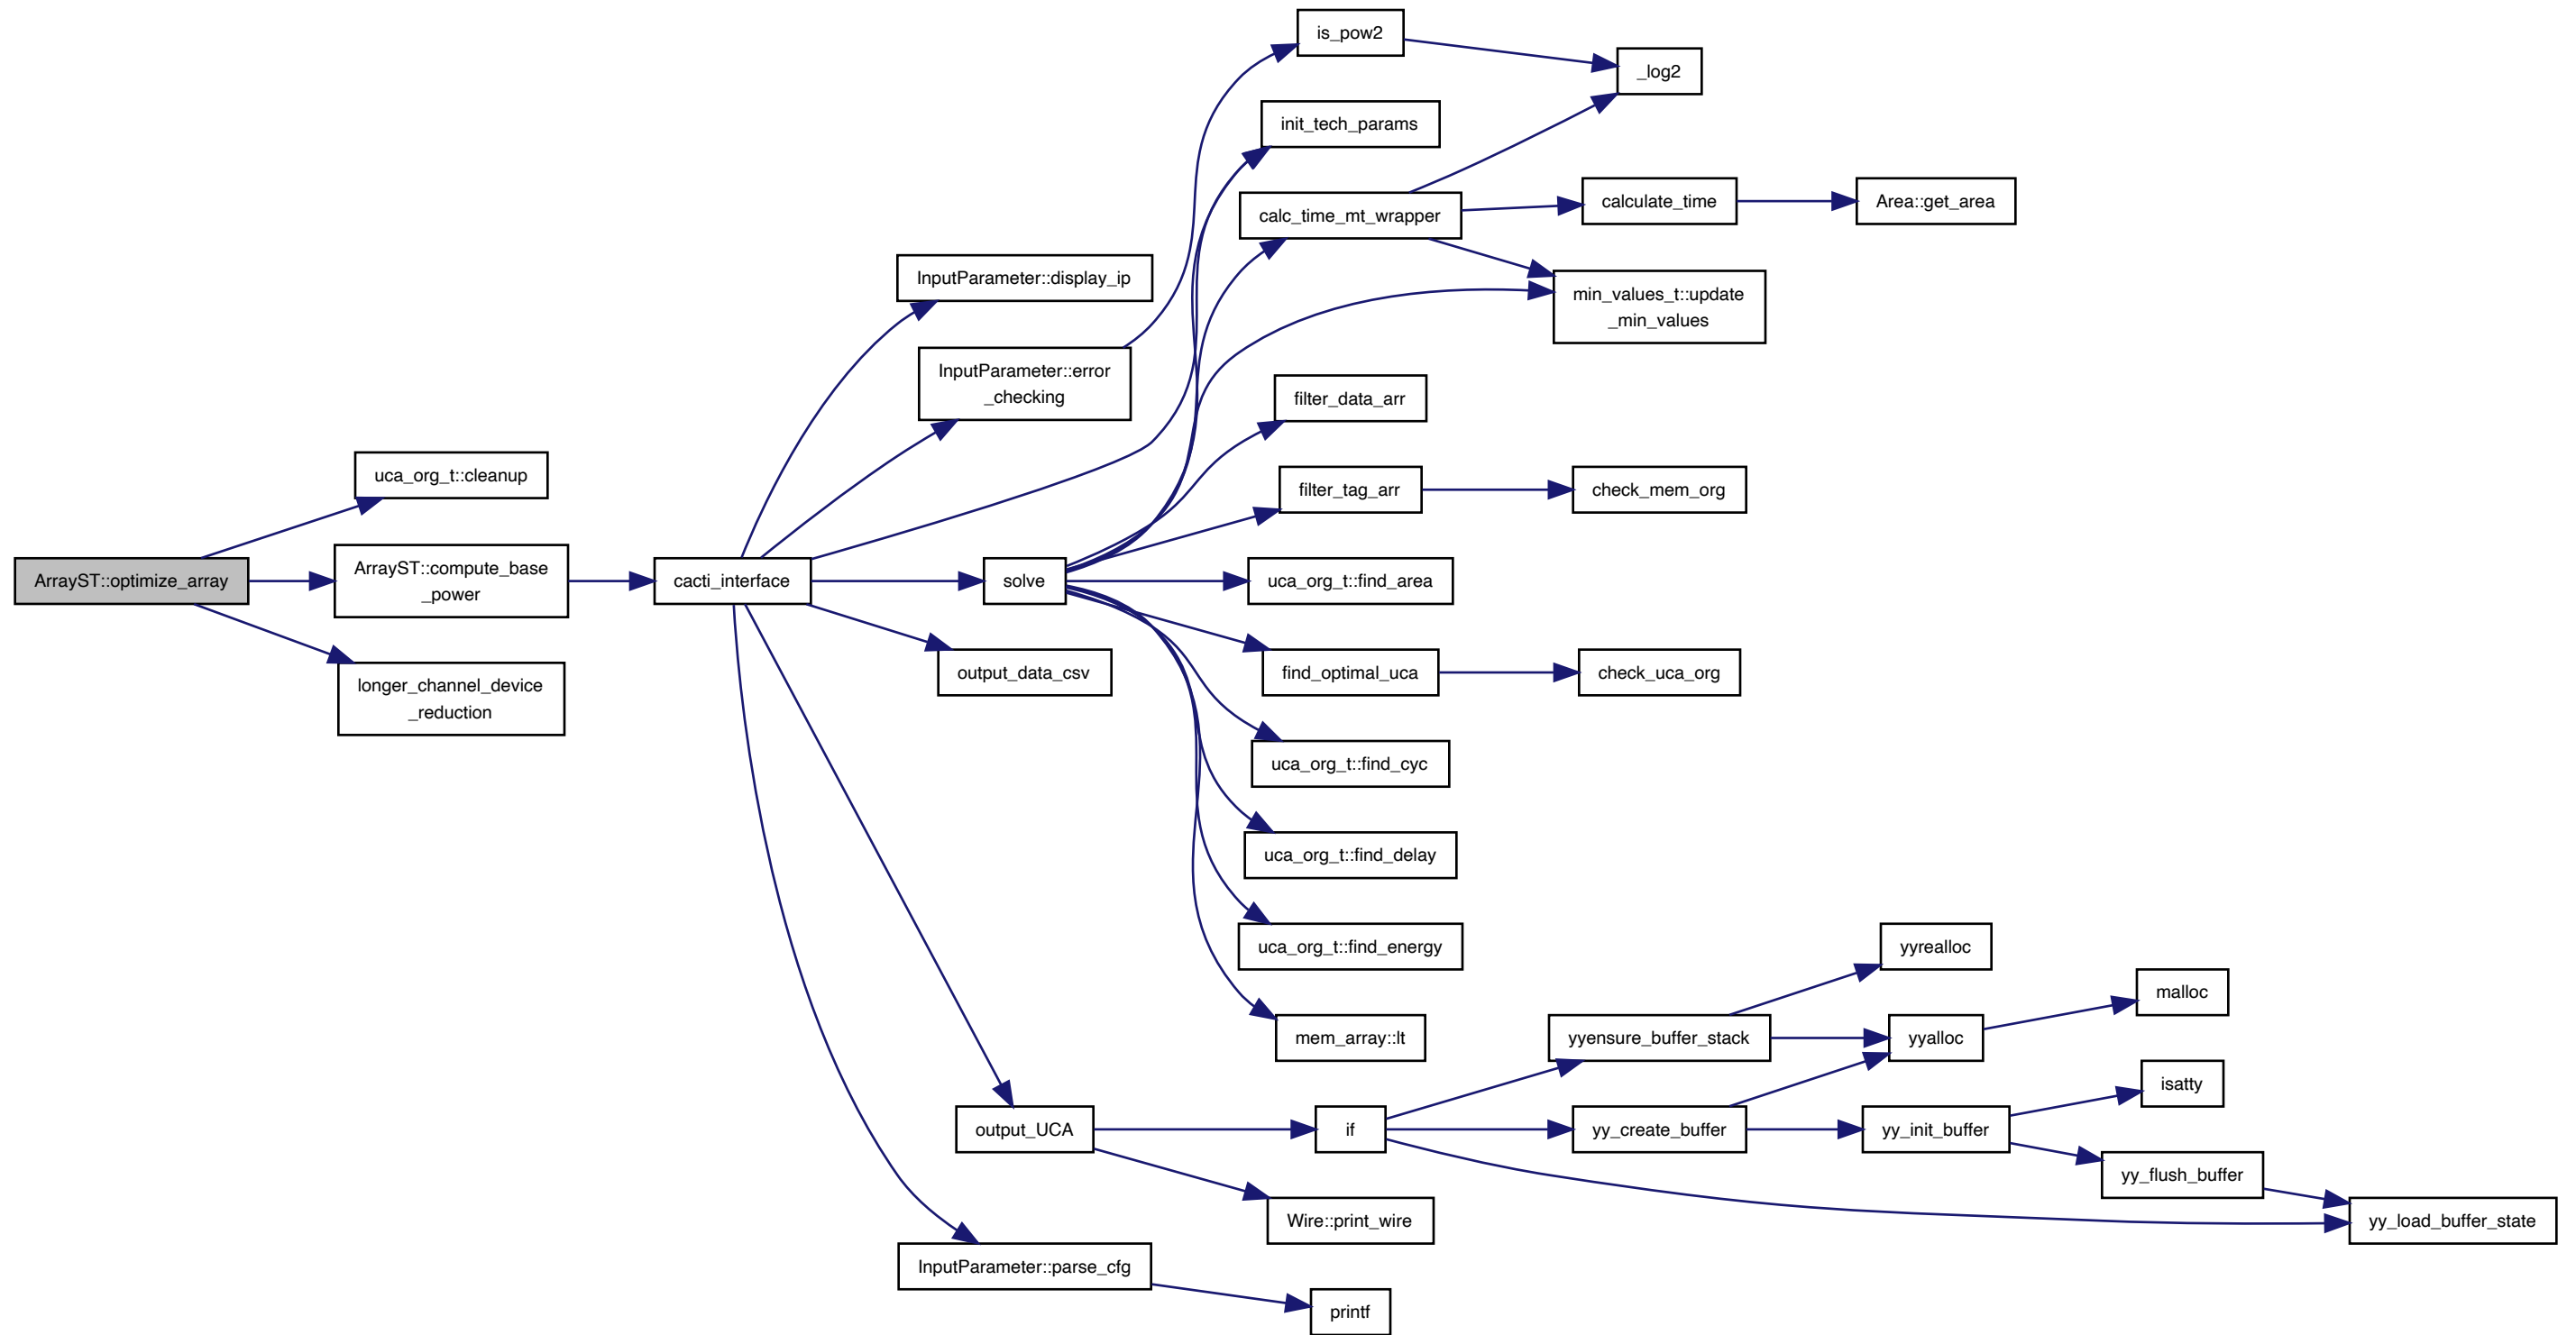 is_pow2
_log2
init_tech_params
calc_time_mt_wrapper
calculate_time
Area::get_area
InputParameter::display_ip
min_values_t::update
_min_values
InputParameter::error
_checking
filter_data_arr
uca_org_t::cleanup
filter_tag_arr
check_mem_org
ArrayST::optimize_array
ArrayST::compute_base
_power
cacti_interface
solve
uca_org_t::find_area
longer_channel_device
_reduction
output_data_csv
find_optimal_uca
check_uca_org
uca_org_t::find_cyc
uca_org_t::find_delay
uca_org_t::find_energy
yyrealloc
malloc
mem_array::lt
yyensure_buffer_stack
yyalloc
isatty
output_UCA
if
yy_create_buffer
yy_init_buffer
yy_flush_buffer
Wire::print_wire
yy_load_buffer_state
InputParameter::parse_cfg
printf